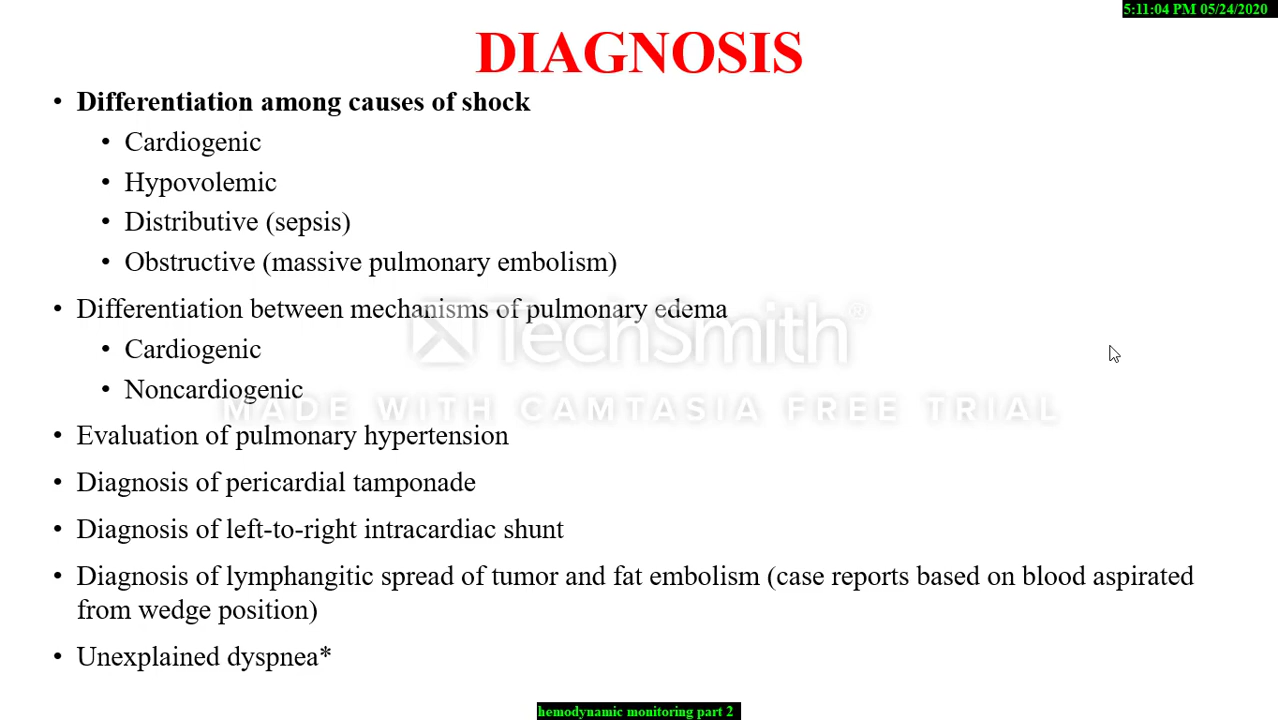 5:11:04 PM 05/24/2020
DIAGNOSIS
• Differentiation among causes of shock
• Cardiogenic
• Hypovolemic
• Distributive (sepsis)
• Obstructive (massive pulmonary embolism)
• Differentiation between mechanisms of pulmonary edema
TechSmith®
• Cardiogenic
• Noncardiogenic
MADE WITH CAMTASIA FREE TRIAL
• Evaluation of pulmonary hypertension
• Diagnosis of pericardial tamponade
• Diagnosis of left-to-right intracardiac shunt
• Diagnosis of lymphangitic spread of tumor and fat embolism (case reports based on blood aspirated
from wedge position)
• Unexplained dyspnea*
hemodynamic monitoring part 2